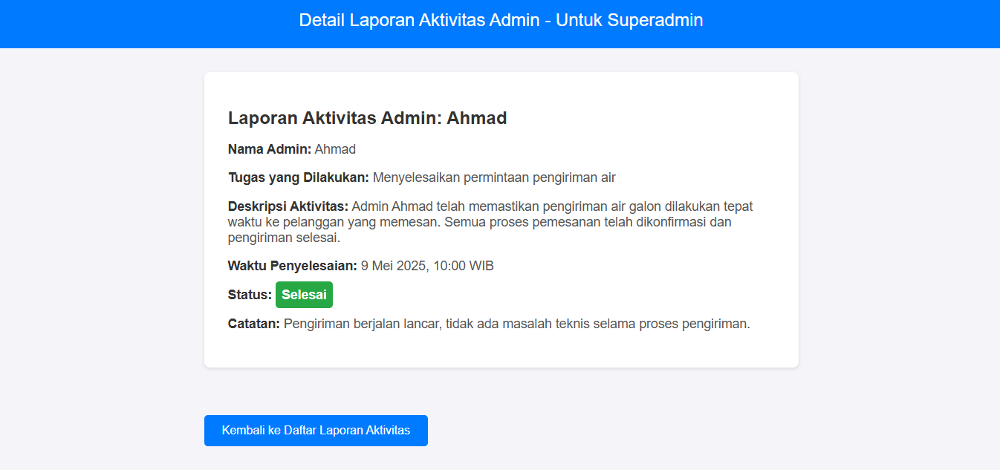 Detail Laporan Aktivitas Admin - Untuk Superadmin
Laporan Aktivitas Admin: Ahmad
Nama Admin: Ahmad
Tugas yang Dilakukan: Menyelesaikan permintaan pengiriman air
Deskripsi Aktivitas: Admin Ahmad telah memastikan pengiriman air galon dilakukan tepat
waktu ke pelanggan yang memesan. Semua proses pemesanan telah dikonfirmasi dan
pengiriman selesai.
Waktu Penyelesaian: 9 Mei 2025, 10:00 WIB
Status: Selesai
Catatan: Pengiriman berjalan lancar, tidak ada masalah teknis selama proses pengiriman.
Kembali ke Daftar Laporan Aktivitas